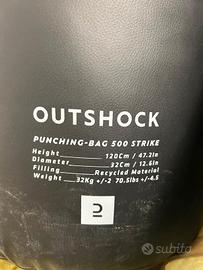 OUTSHOCK
PUNCHING-BAG 500 STRIKE
Height 120Cm / 47.2in
Diameter 32Cm / 12.6in
Filling Recycled Material
Weight 32Kg +/-2 70.5lbs +/-4.5
subito